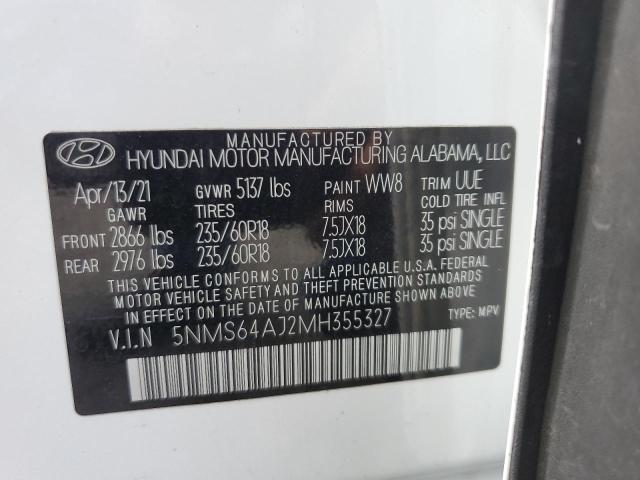 MANUFACTURED BY
HYUNDAI MOTOR MANUFACTURING ALABAMA, LLC
Apr/13/21 GVWR 5137 lbs PAINT WW8 TRIM UUE
GAWR TIRES RIMS COLD TIRE INFL
FRONT 2866 lbs 235/60R18 7.5JX18 35 psi SINGLE
REAR 2976 lbs 235/60R18 7.5JX18 35 psi SINGLE
THIS VEHICLE CONFORMS TO ALL APPLICABLE U.S.A. FEDERAL
MOTOR VEHICLE SAFETY AND THEFT PREVENTION STANDARDS
IN EFFECT ON THE DATE OF MANUFACTURE SHOWN ABOVE.
V.I.N 5NMS64AJ2MH355327 TYPE: M.P.V